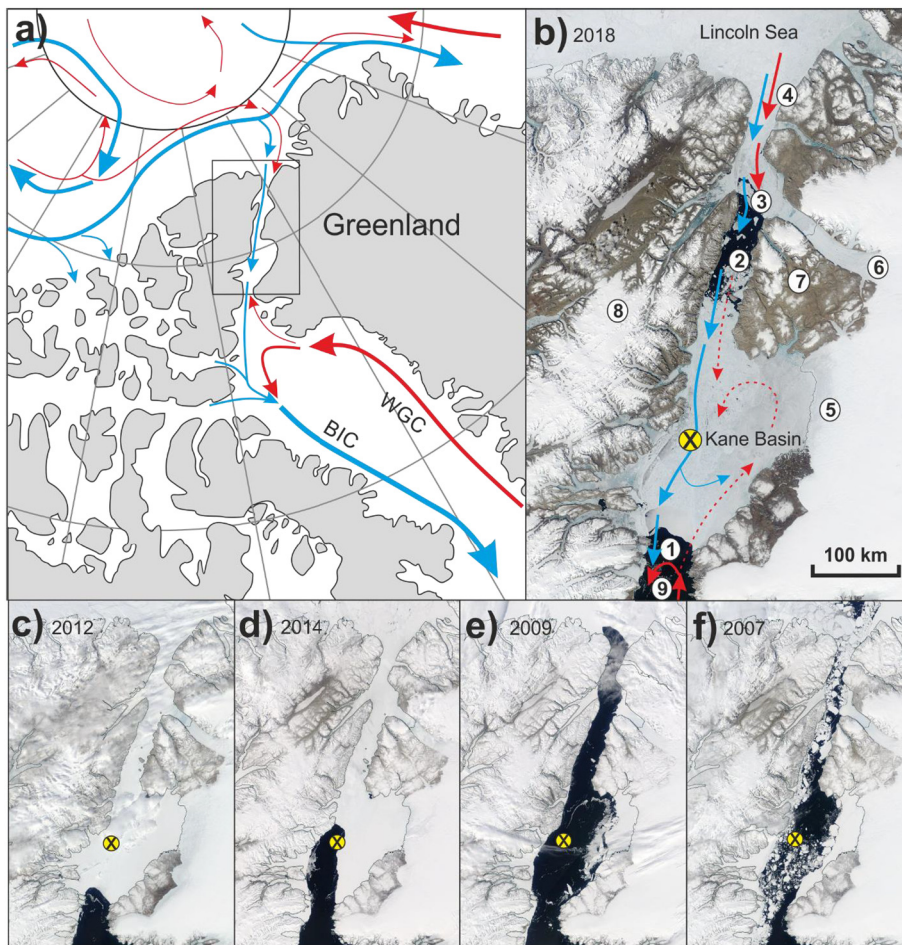 a)
Greenland
WGC
BIC
b) 2018
Lincoln Sea
4
3
2
6
7
8
5
X Kane Basin
1
100 km
9
c) 2012
X
d) 2014
X
e) 2009
X
f) 2007
X